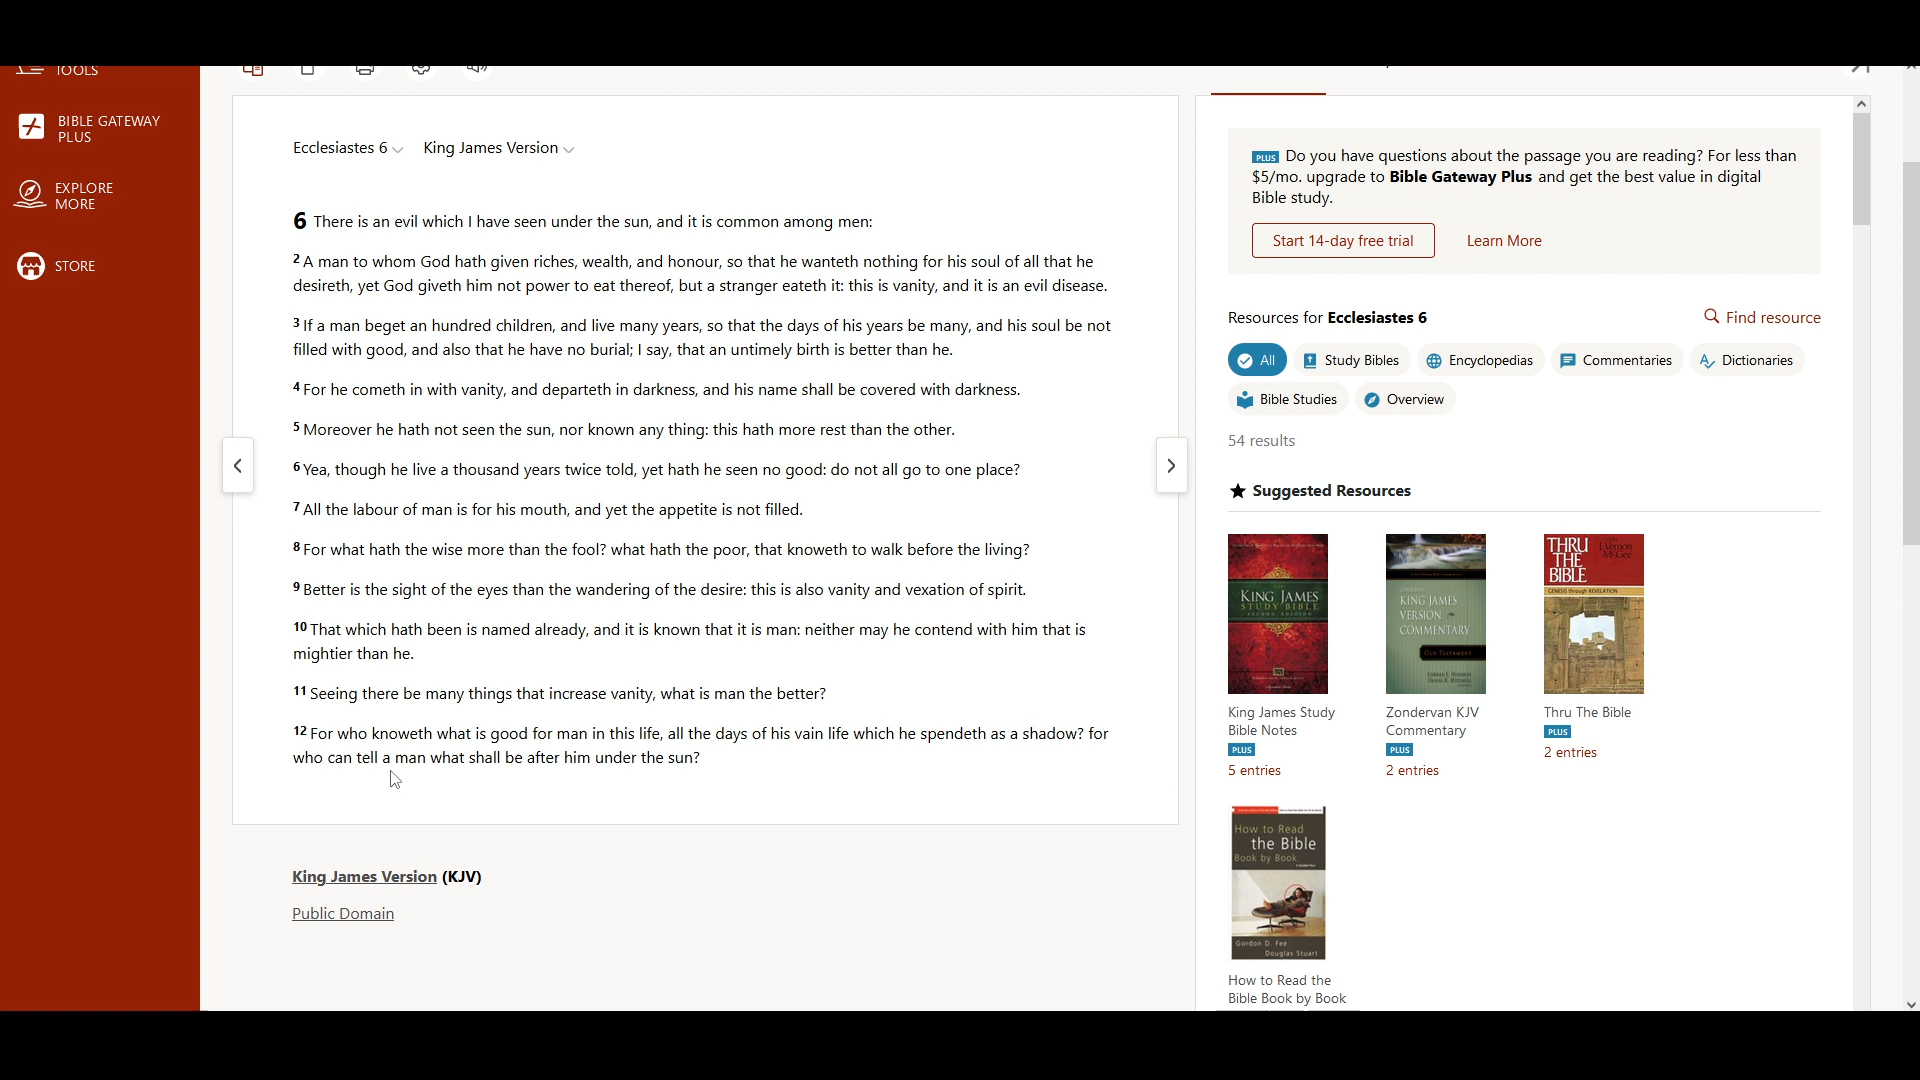 TOOLS
BIBLE GATEWAY
PLUS
EXPLORE
MORE
STORE
Ecclesiastes 6 King James Version
6 There is an evil which I have seen under the sun, and it is common among men:
2 A man to whom God hath given riches, wealth, and honour, so that he wanteth nothing for his soul of all that he
desireth, yet God giveth him not power to eat thereof, but a stranger eateth it: this is vanity, and it is an evil disease.
3 If a man beget an hundred children, and live many years, so that the days of his years be many, and his soul be not
filled with good, and also that he have no burial; I say, that an untimely birth is better than he.
4 For he cometh in with vanity, and departeth in darkness, and his name shall be covered with darkness.
5 Moreover he hath not seen the sun, nor known any thing: this hath more rest than the other.
6 Yea, though he live a thousand years twice told, yet hath he seen no good: do not all go to one place?
7 All the labour of man is for his mouth, and yet the appetite is not filled.
8 For what hath the wise more than the fool? what hath the poor, that knoweth to walk before the living?
9 Better is the sight of the eyes than the wandering of the desire: this is also vanity and vexation of spirit.
10 That which hath been is named already, and it is known that it is man: neither may he contend with him that is
mightier than he.
11 Seeing there be many things that increase vanity, what is man the better?
12 For who knoweth what is good for man in this life, all the days of his vain life which he spendeth as a shadow? for
who can tell a man what shall be after him under the sun?
King James Version (KJV)
Public Domain
PLUS Do you have questions about the passage you are reading? For less than
$5/mo. upgrade to Bible Gateway Plus and get the best value in digital
Bible study.
Start 14-day free trial Learn More
Resources for Ecclesiastes 6 Find resource
All Study Bibles Encyclopedias Commentaries Dictionaries
Bible Studies Overview
54 results
★ Suggested Resources
KING JAMES
STUDY BIBLE
SECOND EDITION
KING JAMES
VERSION
COMMENTARY
OLD TESTAMENT
THRU
THE
BIBLE
J. Vernon
McGee
GENESIS through REVELATION
King James Study
Bible Notes
PLUS
5 entries
Zondervan KJV
Commentary
PLUS
2 entries
Thru The Bible
PLUS
2 entries
How to Read
the Bible
Book by Book
Gordon D. Fee
Douglas Stuart
How to Read the
Bible Book by Book